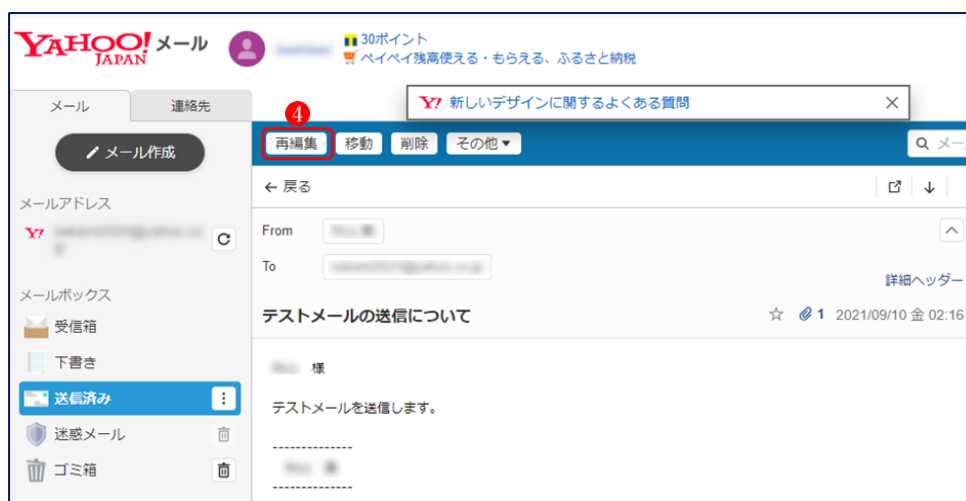 YAHOO! JAPAN メール
30ポイント
ペイペイ残高使える・もらえる、ふるさと納税
メール 連絡先
Y! 新しいデザインに関するよくある質問
4
メール作成
再編集 移動 削除 その他▼
メー
← 戻る
メールアドレス
Y!
From
To
詳細ヘッダー
メールボックス
受信箱
下書き
送信済み
迷惑メール
ゴミ箱
テストメールの送信について
1 2021/09/10 金 02:16
様
テストメールを送信します。
--------------
--------------